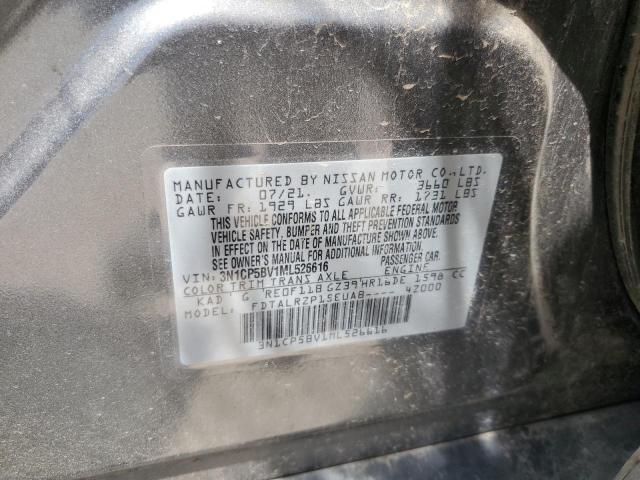 MANUFACTURED BY NISSAN MOTOR CO.,LTD.
DATE: 07/21. GVWR: 3660 LBS
GAWR FR: 1929 LBS GAWR RR: 1731 LBS
THIS VEHICLE CONFORMS TO ALL APPLICABLE FEDERAL MOTOR
VEHICLE SAFETY, BUMPER AND THEFT PREVENTION STANDARDS
IN EFFECT ON THE DATE OF MANUFACTURE SHOWN ABOVE.
SEE OWNER'S MANUAL FOR ADDITIONAL INFORMATION.
VIN: 3N1CP5BV1ML526616 PASSENGER CAR.
COLOR TRIM TRANS AXLE ENGINE
KAD G RE0F11B GZ39 HR16DE 1598 CC
MODEL: FDTALRZP1SEUAB---- 42000
3N1CP5BV1ML526616